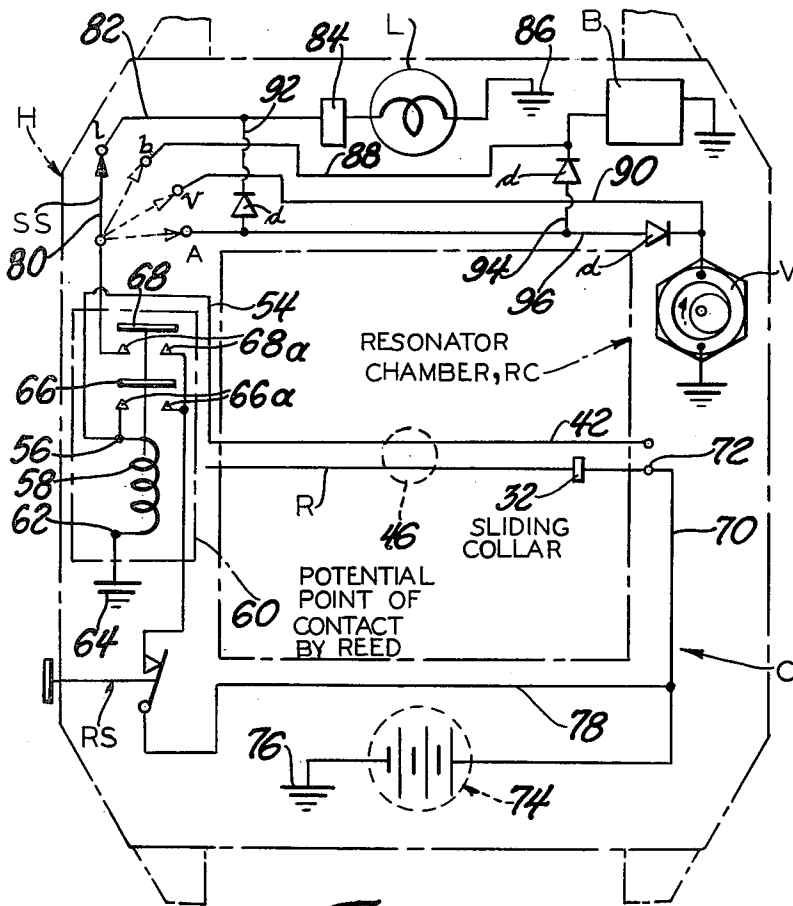 82
84
L
86
B
92
H
l
b
88
d
v
d
90
SS
A
80
94
96
d
V
68
54
68a
RESONATOR
CHAMBER, RC
66
66a
56
42
58
72
R
32
62
46
SLIDING
COLLAR
70
64
60
POTENTIAL
POINT OF
CONTACT
BY REED
C
RS
78
76
74